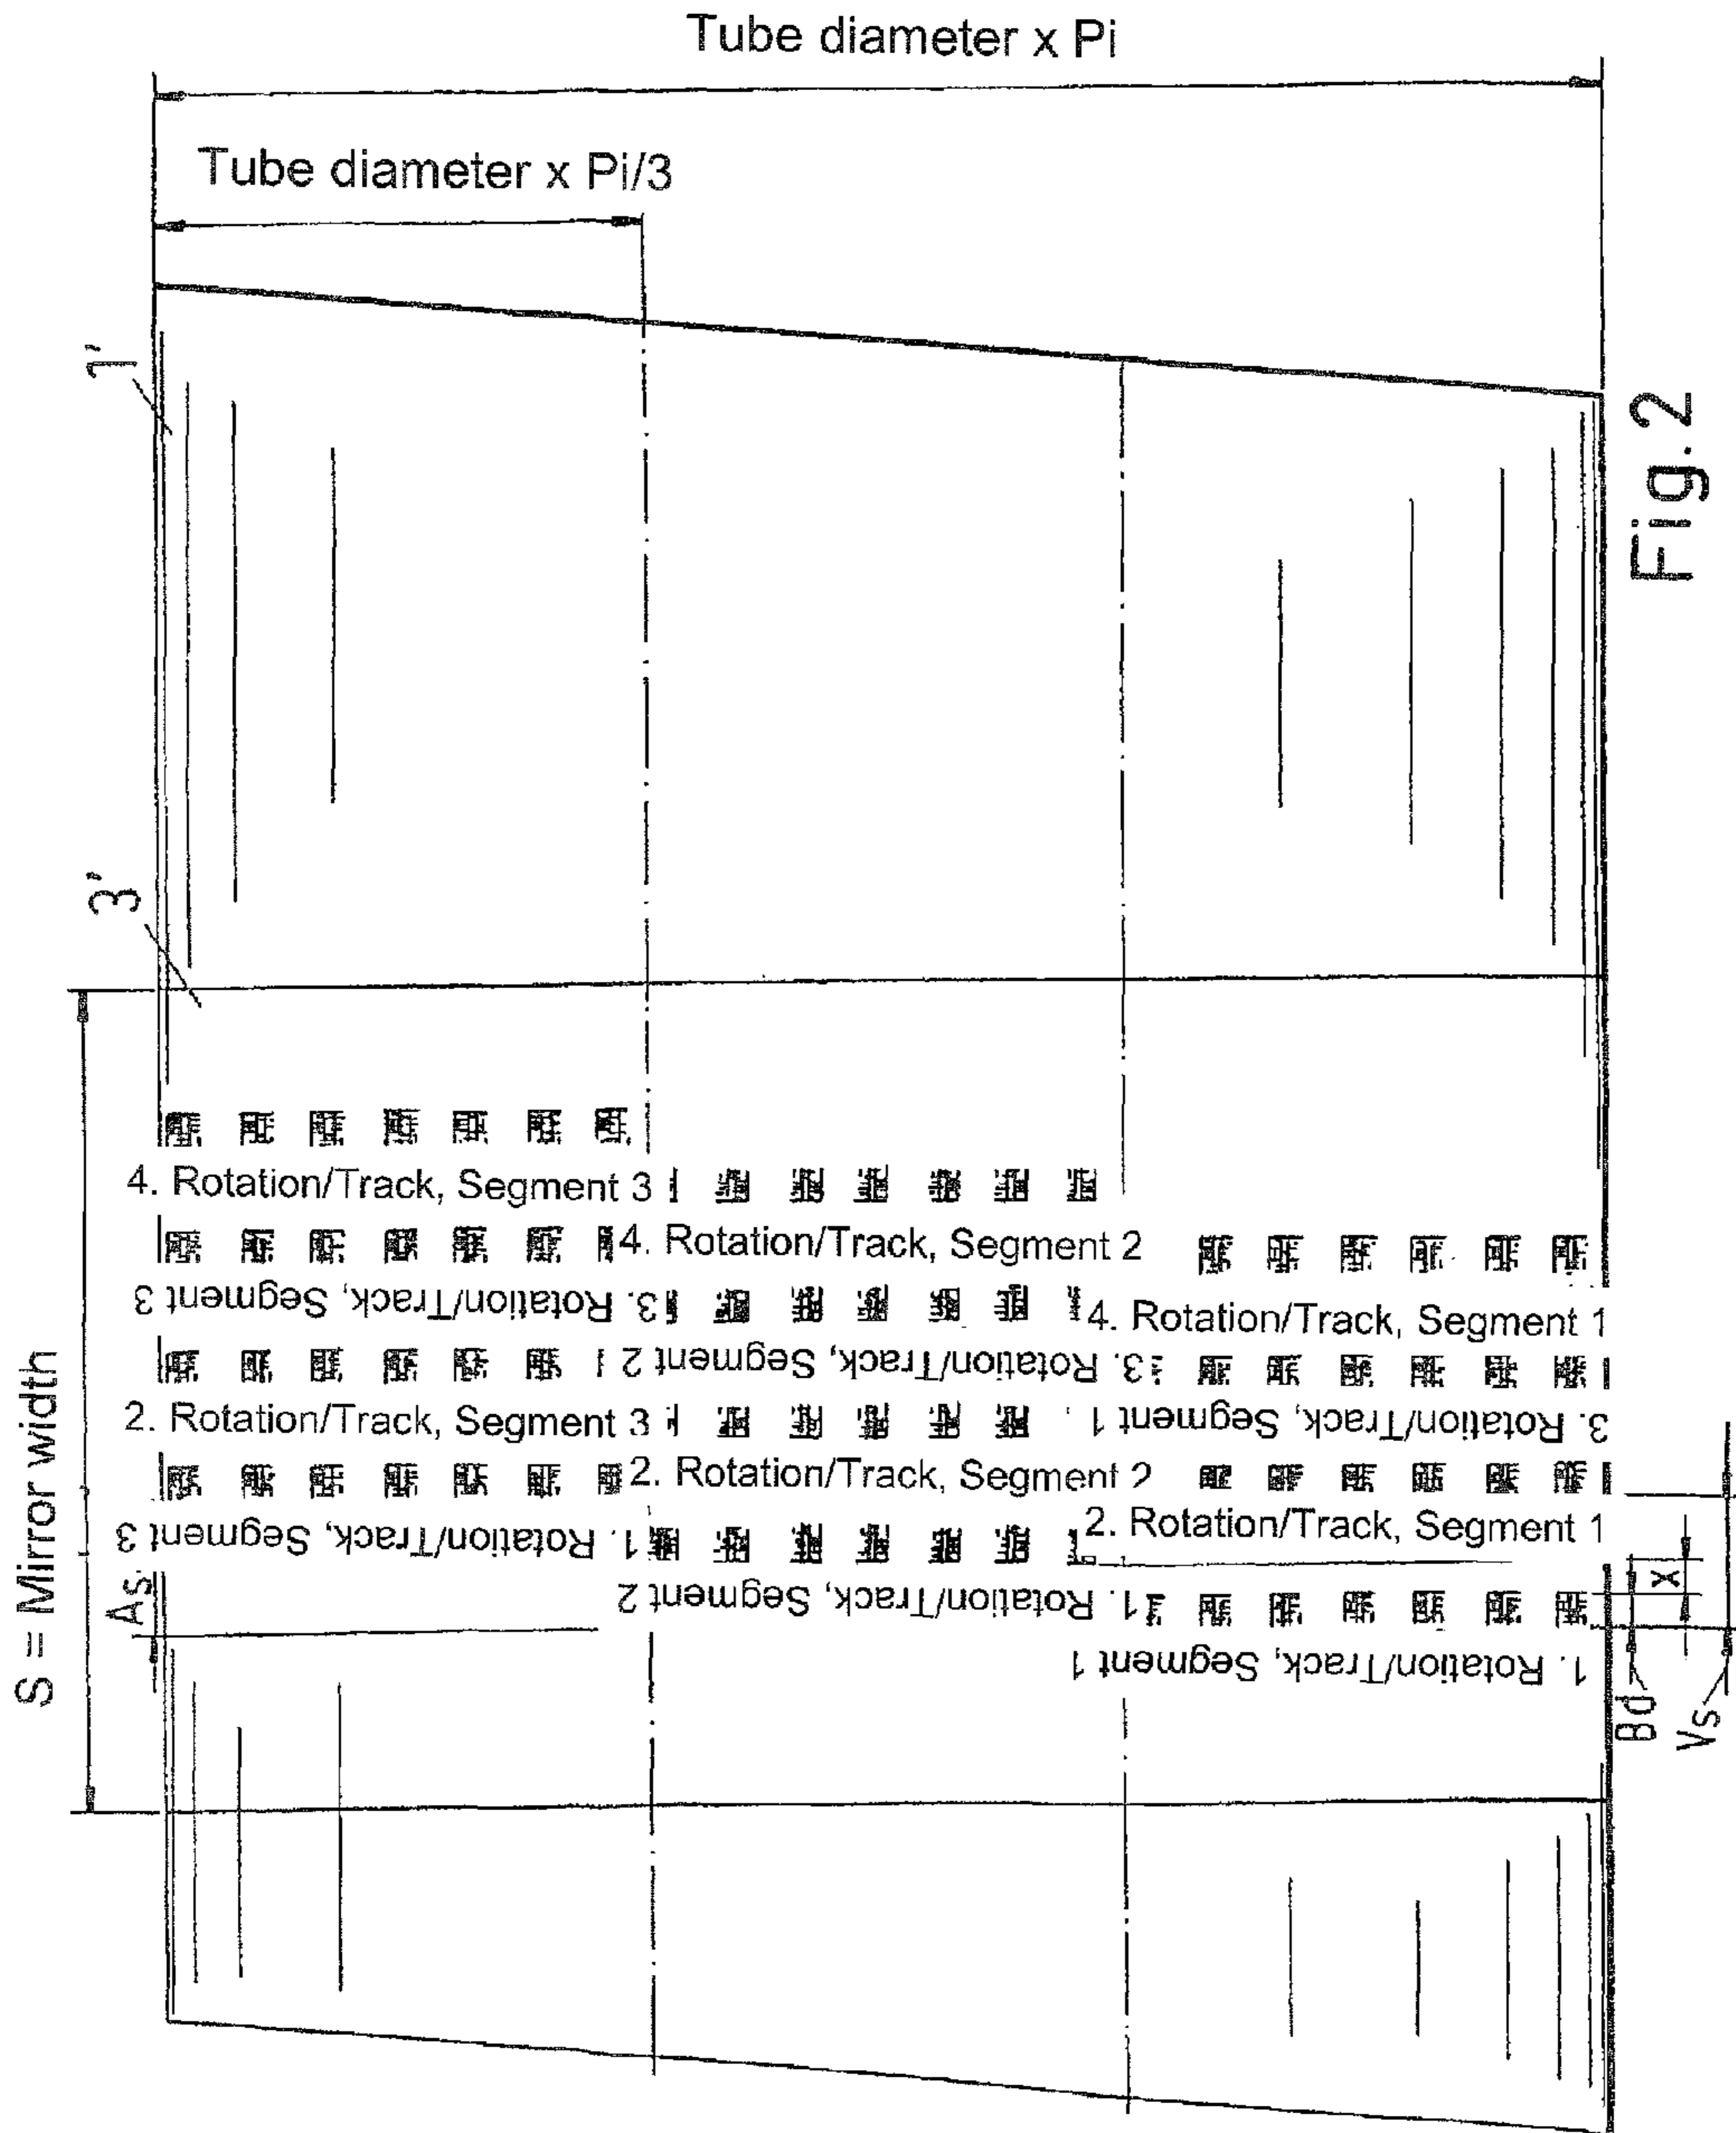 Tube diameter x Pi
Tube diameter x Pi/3
1'
3'
Fig. 2
S = Mirror width
4. Rotation/Track, Segment 3
4. Rotation/Track, Segment 2
3. Rotation/Track, Segment 3
4. Rotation/Track, Segment 1
3. Rotation/Track, Segment 2
2. Rotation/Track, Segment 3
3. Rotation/Track, Segment 1
2. Rotation/Track, Segment 2
2. Rotation/Track, Segment 1
1. Rotation/Track, Segment 3
As
x
1. Rotation/Track, Segment 2
1. Rotation/Track, Segment 1
Bd
Vs